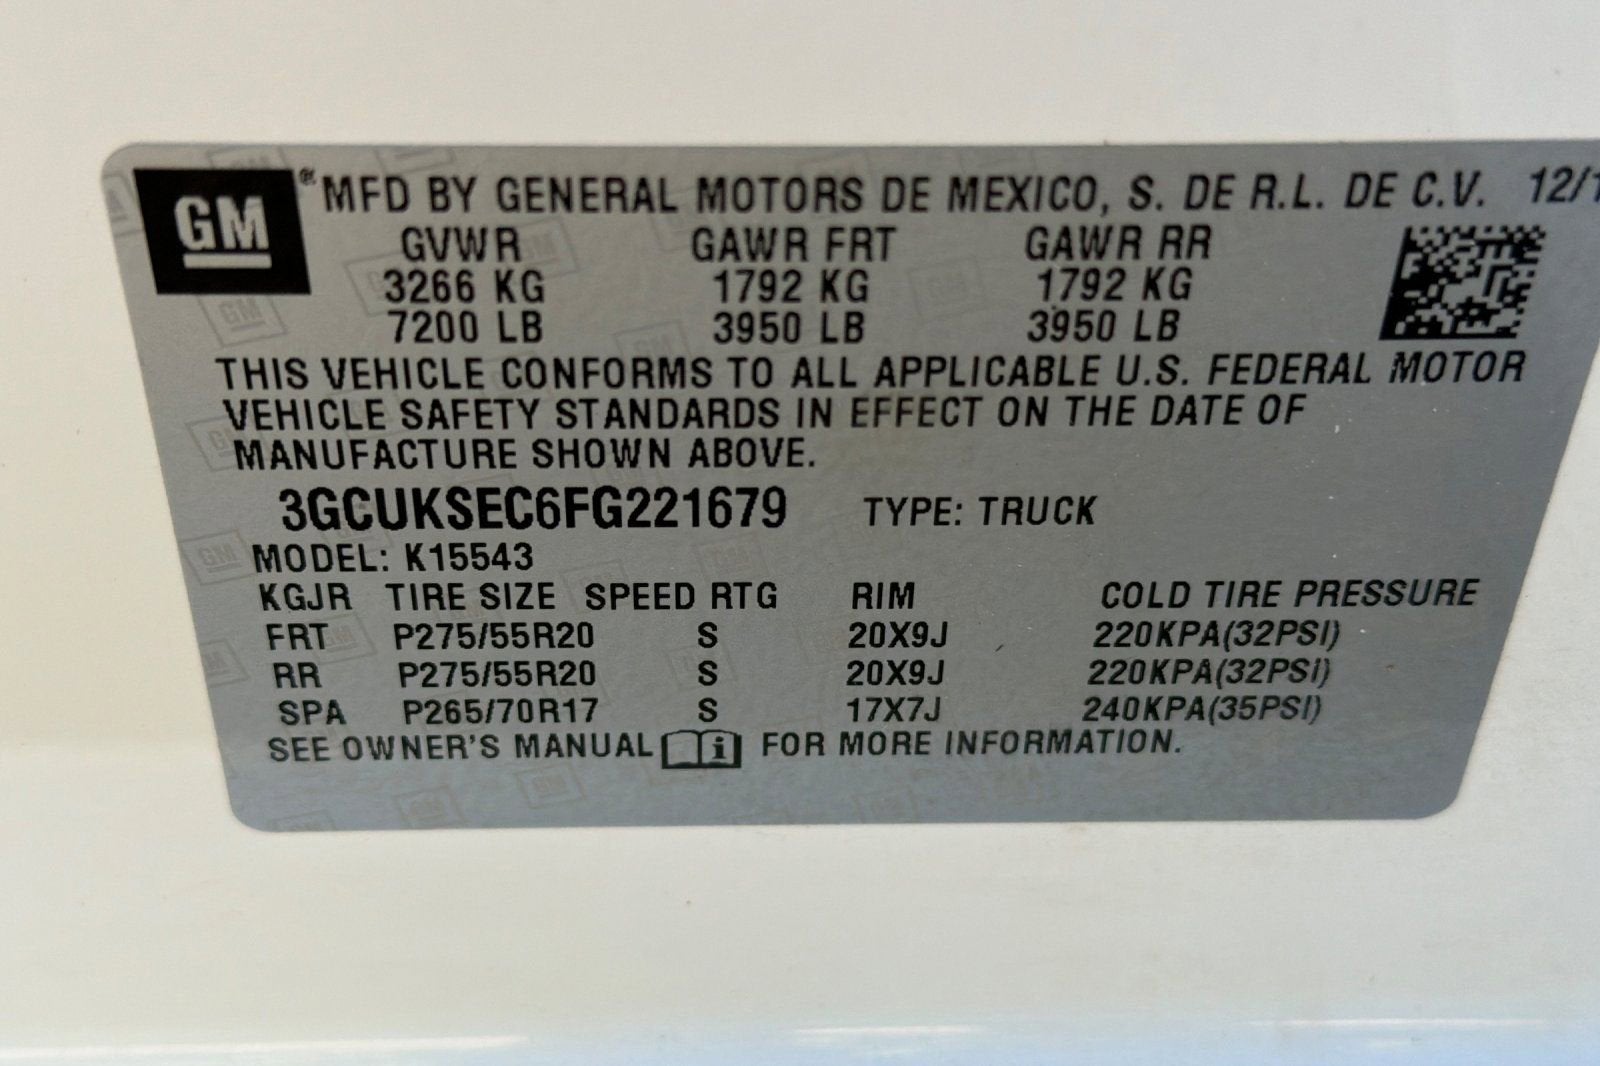 GM® MFD BY GENERAL MOTORS DE MEXICO, S. DE R.L. DE C.V. 12/1
GVWR GAWR FRT GAWR RR
3266 KG 1792 KG 1792 KG
7200 LB 3950 LB 3950 LB
THIS VEHICLE CONFORMS TO ALL APPLICABLE U.S. FEDERAL MOTOR
VEHICLE SAFETY STANDARDS IN EFFECT ON THE DATE OF
MANUFACTURE SHOWN ABOVE.
3GCUKSEC6FG221679 TYPE: TRUCK
MODEL: K15543
KGJR TIRE SIZE SPEED RTG RIM COLD TIRE PRESSURE
FRT P275/55R20 S 20X9J 220KPA(32PSI)
RR P275/55R20 S 20X9J 220KPA(32PSI)
SPA P265/70R17 S 17X7J 240KPA(35PSI)
SEE OWNER'S MANUAL i FOR MORE INFORMATION.